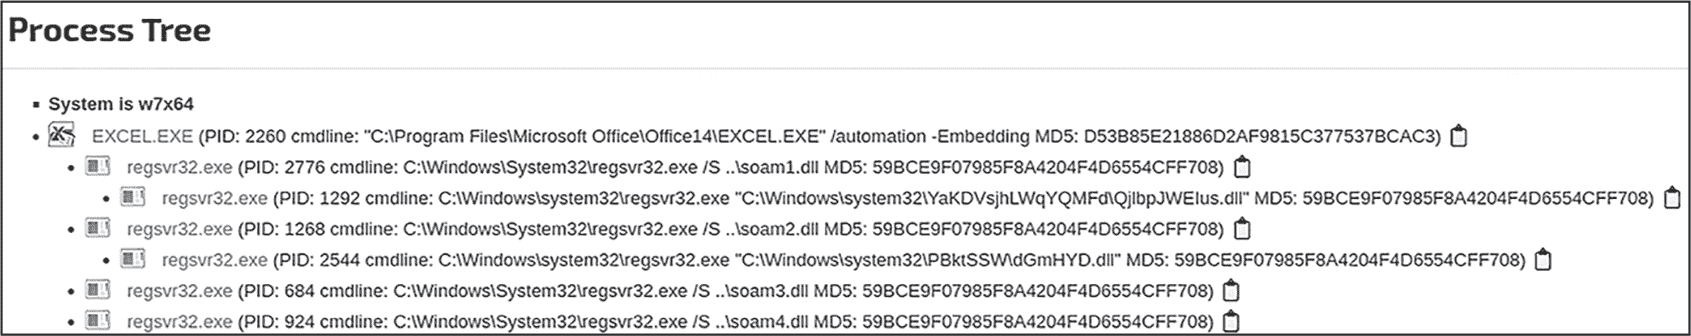 Process Tree
System is w7x64
EXCEL.EXE (PID: 2260 cmdline: "C:\Program Files\Microsoft Office\Office14\EXCEL.EXE" /automation -Embedding MD5: D53B85E21886D2AF9815C377537BCAC3)
regsvr32.exe (PID: 2776 cmdline: C:\Windows\System32\regsvr32.exe /S ..\soam1.dll MD5: 59BCE9F07985F8A4204F4D6554CFF708)
regsvr32.exe (PID: 1292 cmdline: C:\Windows\system32\regsvr32.exe "C:\Windows\system32\YaKDVsjhLWqYQMFd\QjlbpJWElus.dll" MD5: 59BCE9F07985F8A4204F4D6554CFF708)
regsvr32.exe (PID: 1268 cmdline: C:\Windows\System32\regsvr32.exe /S ..\soam2.dll MD5: 59BCE9F07985F8A4204F4D6554CFF708)
regsvr32.exe (PID: 2544 cmdline: C:\Windows\system32\regsvr32.exe "C:\Windows\system32\PBktSSW\dGmHYD.dll" MD5: 59BCE9F07985F8A4204F4D6554CFF708)
regsvr32.exe (PID: 684 cmdline: C:\Windows\System32\regsvr32.exe /S ..\soam3.dll MD5: 59BCE9F07985F8A4204F4D6554CFF708)
regsvr32.exe (PID: 924 cmdline: C:\Windows\System32\regsvr32.exe /S ..\soam4.dll MD5: 59BCE9F07985F8A4204F4D6554CFF708)